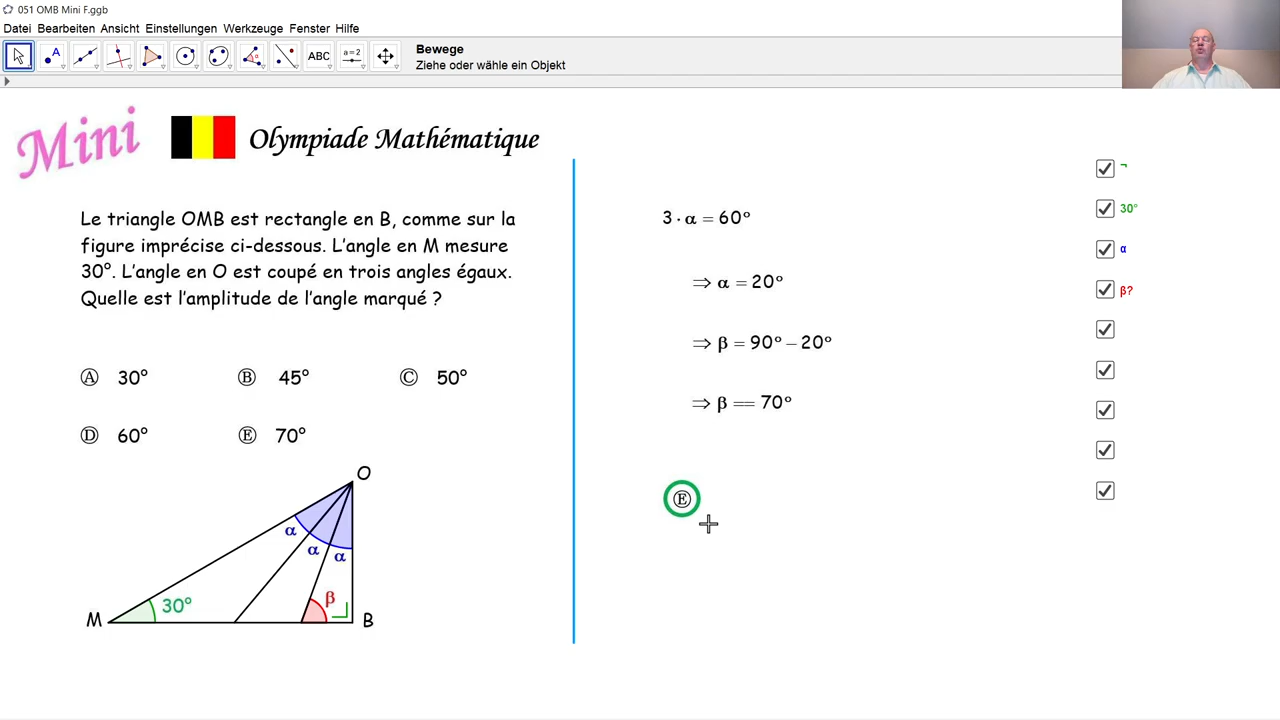 051 OMB Mini F.ggb
Datei Bearbeiten Ansicht Einstellungen Werkzeuge Fenster Hilfe
A
ABC
a=2
Bewege
Ziehe oder wähle ein Objekt
Mini
Olympiade Mathématique
Le triangle OMB est rectangle en B, comme sur la
figure imprécise ci-dessous. L'angle en M mesure
30°. L'angle en O est coupé en trois angles égaux.
Quelle est l'amplitude de l'angle marqué ?
Ⓐ 30° Ⓑ 45° Ⓒ 50°
Ⓓ 60° Ⓔ 70°
O
α
α
α
β
30°
M
B
3 · α = 60°
⇒ α = 20°
⇒ β = 90° – 20°
⇒ β == 70°
Ⓔ
¬
30°
α
β?